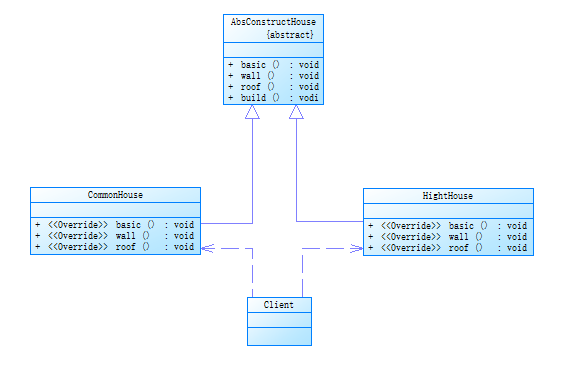 AbsConstructHouse
{abstract}
+ basic () : void
+ wall () : void
+ roof () : void
+ build () : vodi
CommonHouse
+ <<Override>> basic () : void
+ <<Override>> wall () : void
+ <<Override>> roof () : void
HightHouse
+ <<Override>> basic () : void
+ <<Override>> wall () : void
+ <<Override>> roof () : void
Client